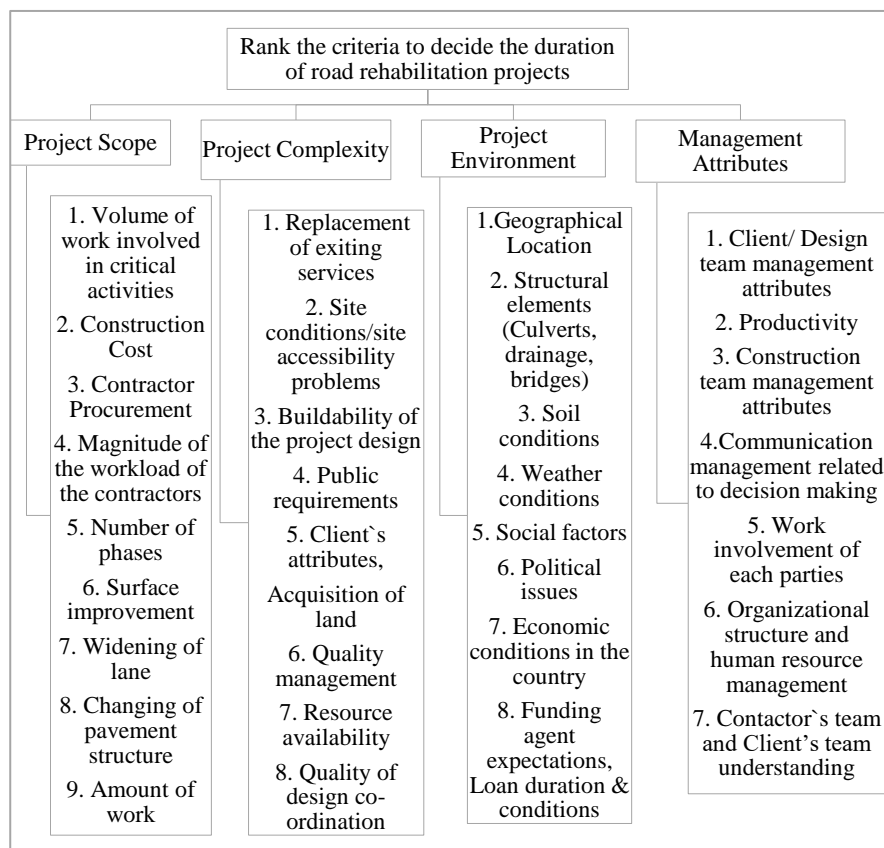 Rank the criteria to decide the duration
of road rehabilitation projects
Project Scope
Project Complexity
Project
Environment
Management
Attributes
1. Volume of
work involved
in critical
activities
2. Construction
Cost
3. Contractor
Procurement
4. Magnitude of
the workload of
the contractors
5. Number of
phases
6. Surface
improvement
7. Widening of
lane
8. Changing of
pavement
structure
9. Amount of
work
1. Replacement
of exiting
services
2. Site
conditions/site
accessibility
problems
3. Buildability of
the project design
4. Public
requirements
5. Client`s
attributes,
Acquisition of
land
6. Quality
management
7. Resource
availability
8. Quality of
design co-
ordination
1.Geographical
Location
2. Structural
elements
(Culverts,
drainage,
bridges)
3. Soil
conditions
4. Weather
conditions
5. Social factors
6. Political
issues
7. Economic
conditions in the
country
8. Funding
agent
expectations,
Loan duration &
conditions
1. Client/ Design
team management
attributes
2. Productivity
3. Construction
team management
attributes
4.Communication
management related
to decision making
5. Work
involvement of
each parties
6. Organizational
structure and
human resource
management
7. Contactor`s team
and Client’s team
understanding